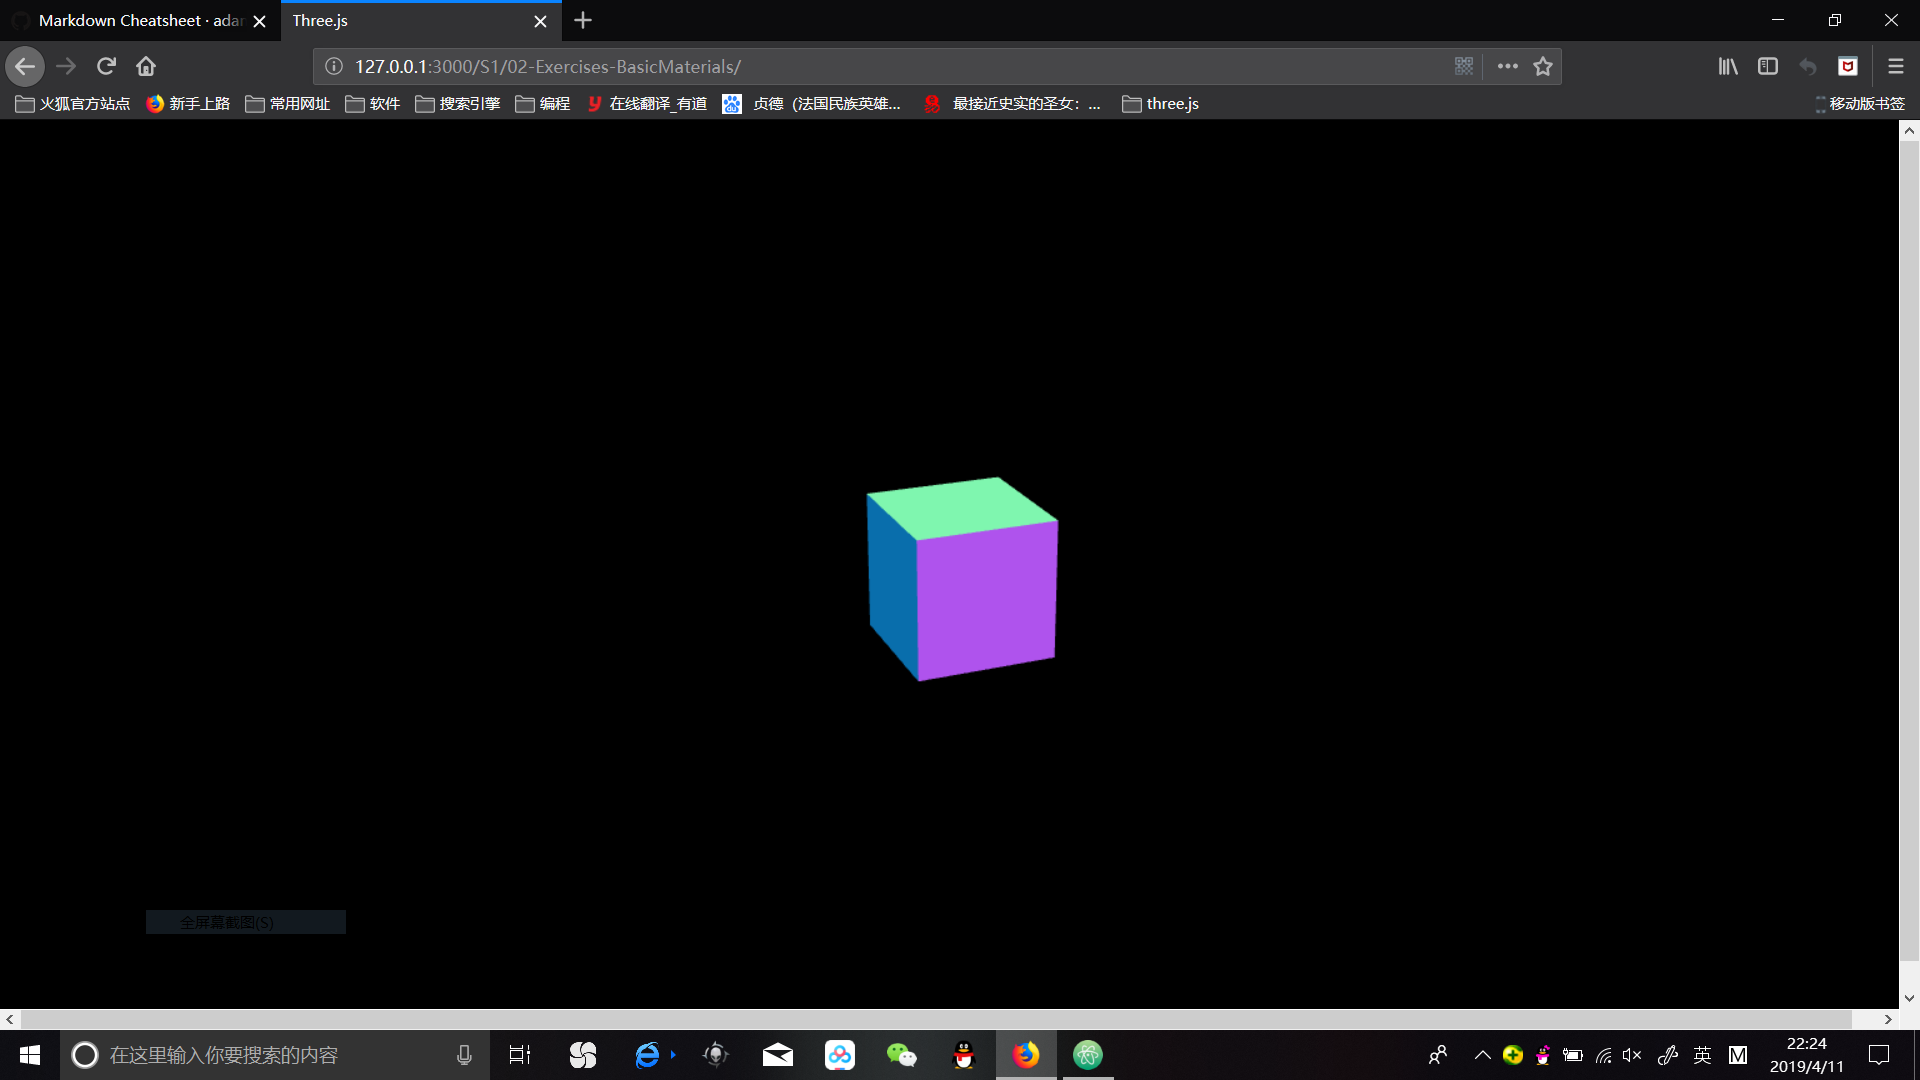 Markdown Cheatsheet · adar
Three.js
127.0.0.1:3000/S1/02-Exercises-BasicMaterials/
火狐官方站点 新手上路 常用网址 软件 搜索引擎 编程 在线翻译_有道 贞德（法国民族英雄... 最接近史实的圣女：... three.js 移动版书签
全屏幕截图(S)
在这里输入你要搜索的内容
英
M
22:24
2019/4/11